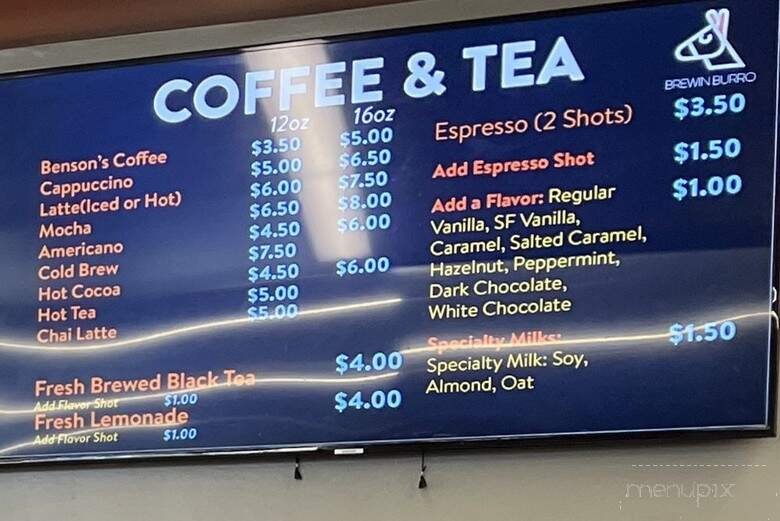 COFFEE & TEA
BREWIN BURRO
12oz 16oz
Benson's Coffee $3.50 $5.00
Cappuccino $5.00 $6.50
Latte(Iced or Hot) $6.00 $7.50
Mocha $6.50 $8.00
Americano $4.50 $6.00
Cold Brew $7.50
Hot Cocoa $4.50 $6.00
Hot Tea $5.00
Chai Latte $5.00
Fresh Brewed Black Tea $4.00
Add Flavor Shot $1.00
Fresh Lemonade $4.00
Add Flavor Shot $1.00
Espresso (2 Shots) $3.50
Add Espresso Shot $1.50
Add a Flavor: Regular $1.00
Vanilla, SF Vanilla,
Caramel, Salted Caramel,
Hazelnut, Peppermint,
Dark Chocolate,
White Chocolate
Specialty Milks: $1.50
Specialty Milk: Soy,
Almond, Oat
menupix